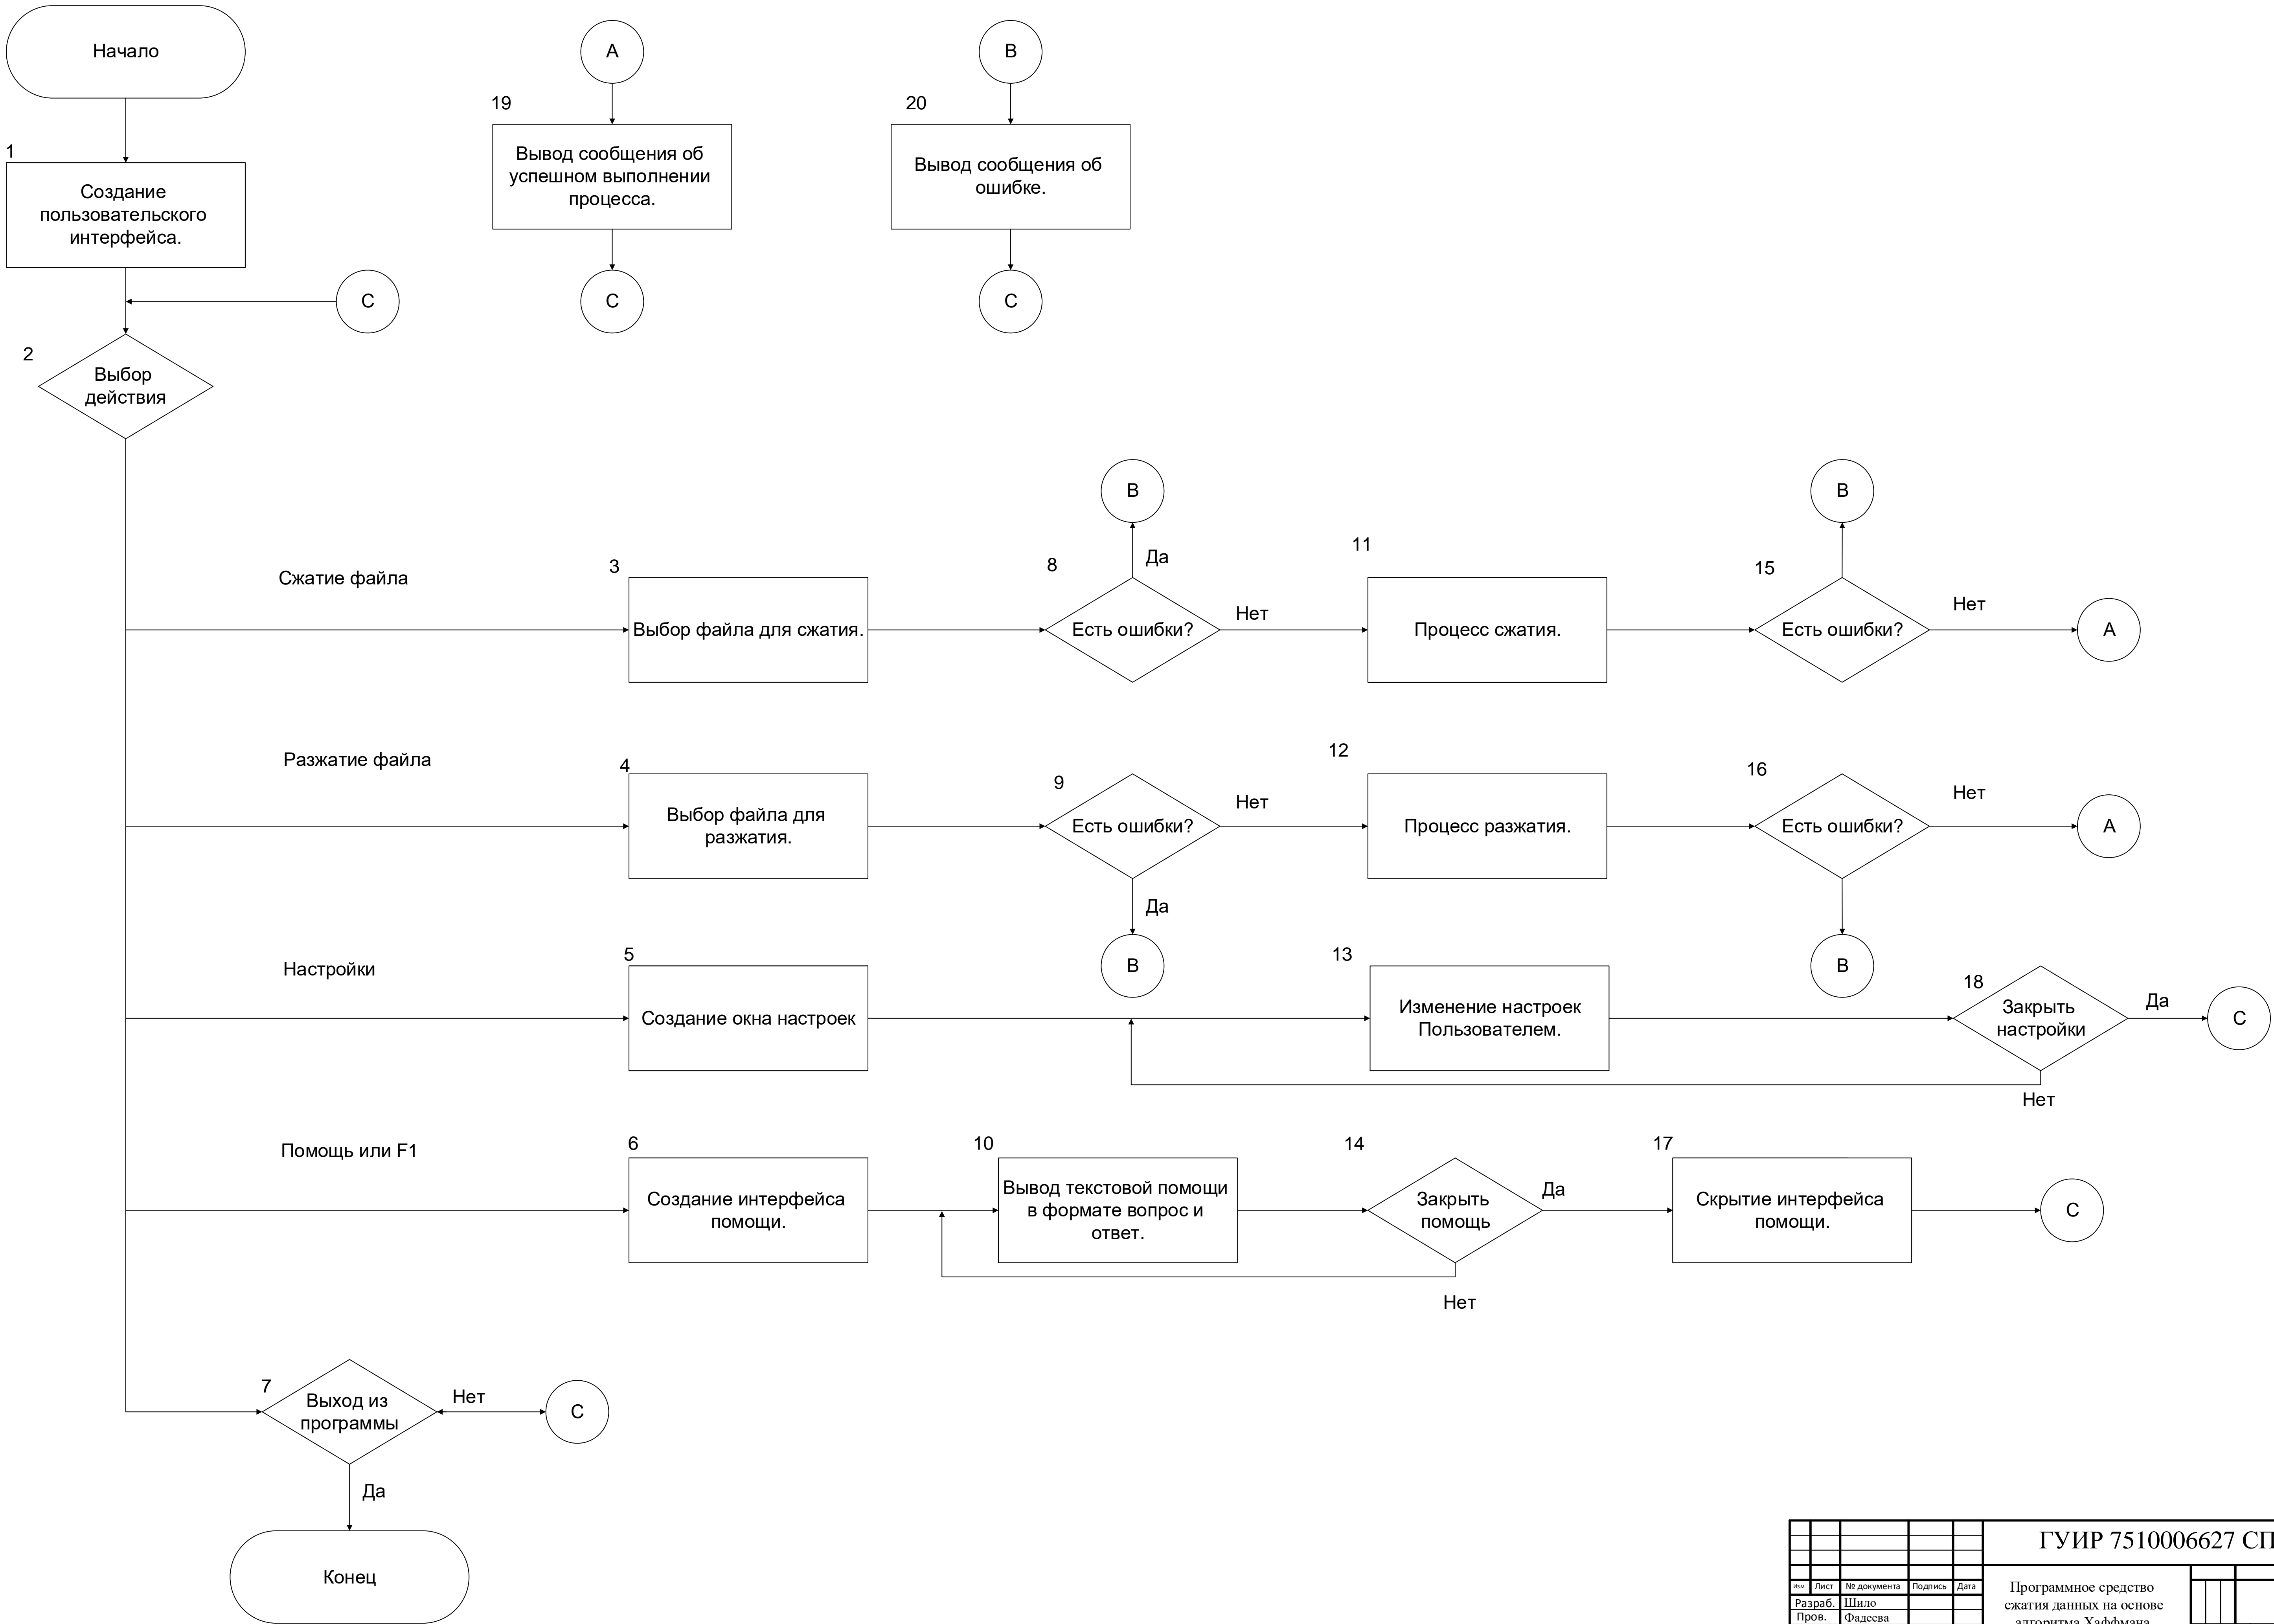 Начало
A
B
19
20
1
Вывод сообщения об
успешном выполнении
процесса.
Вывод сообщения об
ошибке.
Создание
пользовательского
интерфейса.
C
C
C
2
Выбор
действия
B
B
Сжатие файла
3
8
Да
11
15
Выбор файла для сжатия.
Есть ошибки?
Нет
Процесс сжатия.
Есть ошибки?
Нет
A
Разжатие файла
4
9
12
16
Выбор файла для
разжатия.
Есть ошибки?
Нет
Процесс разжатия.
Есть ошибки?
Нет
A
Да
B
B
Настройки
5
13
18
Создание окна настроек
Изменение настроек
Пользователем.
Закрыть
настройки
Да
C
Нет
Помощь или F1
6
10
14
17
Создание интерфейса
помощи.
Вывод текстовой помощи
в формате вопрос и
ответ.
Закрыть
помощь
Да
Скрытие интерфейса
помощи.
C
Нет
7
Выход из
программы
Нет
C
Да
Конец
ГУИР 7510006627 СП
Изм Лист № документа Подпись Дата
Разраб. Шило
Пров. Фадеева
Программное средство
сжатия данных на основе
алгоритма Хаффмана